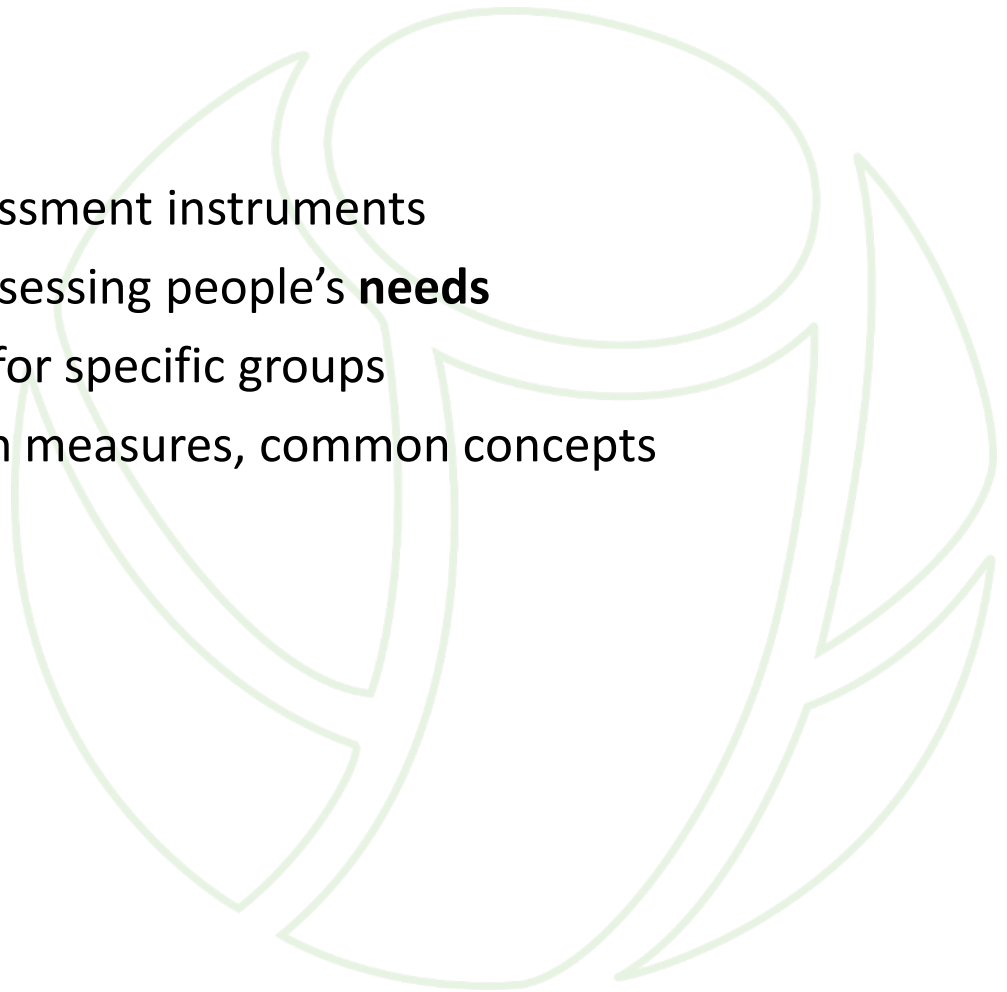 ssment instruments
sessing people’s needs
for specific groups
n measures, common concepts